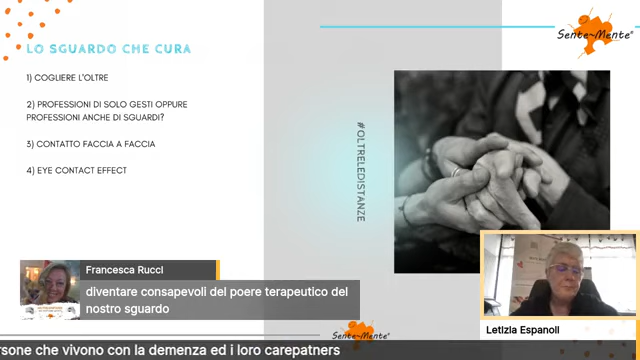 LO SGUARDO CHE CURA
Sente-Mente®
1) COGLIERE L'OLTRE
2) PROFESSIONI DI SOLO GESTI OPPURE
PROFESSIONI ANCHE DI SGUARDI?
3) CONTATTO FACCIA A FACCIA
4) EYE CONTACT EFFECT
#OLTRELEDISTANZE
Francesca Rucci
diventare consapevoli del poere terapeutico del
nostro sguardo
Letizia Espanoli
Sente-Mente®
rsone che vivono con la demenza ed i loro carepatners